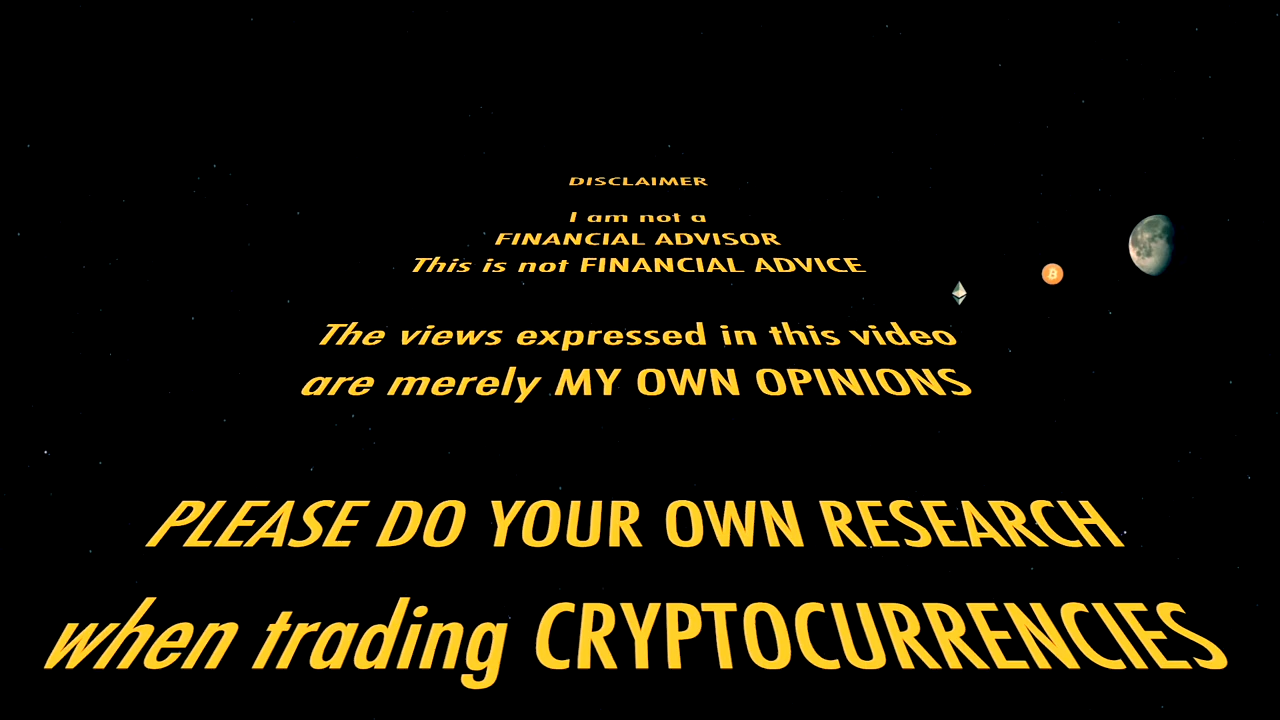 DISCLAIMER
I am not a
FINANCIAL ADVISOR
This is not FINANCIAL ADVICE
The views expressed in this video
are merely MY OWN OPINIONS
PLEASE DO YOUR OWN RESEARCH
when trading CRYPTOCURRENCIES